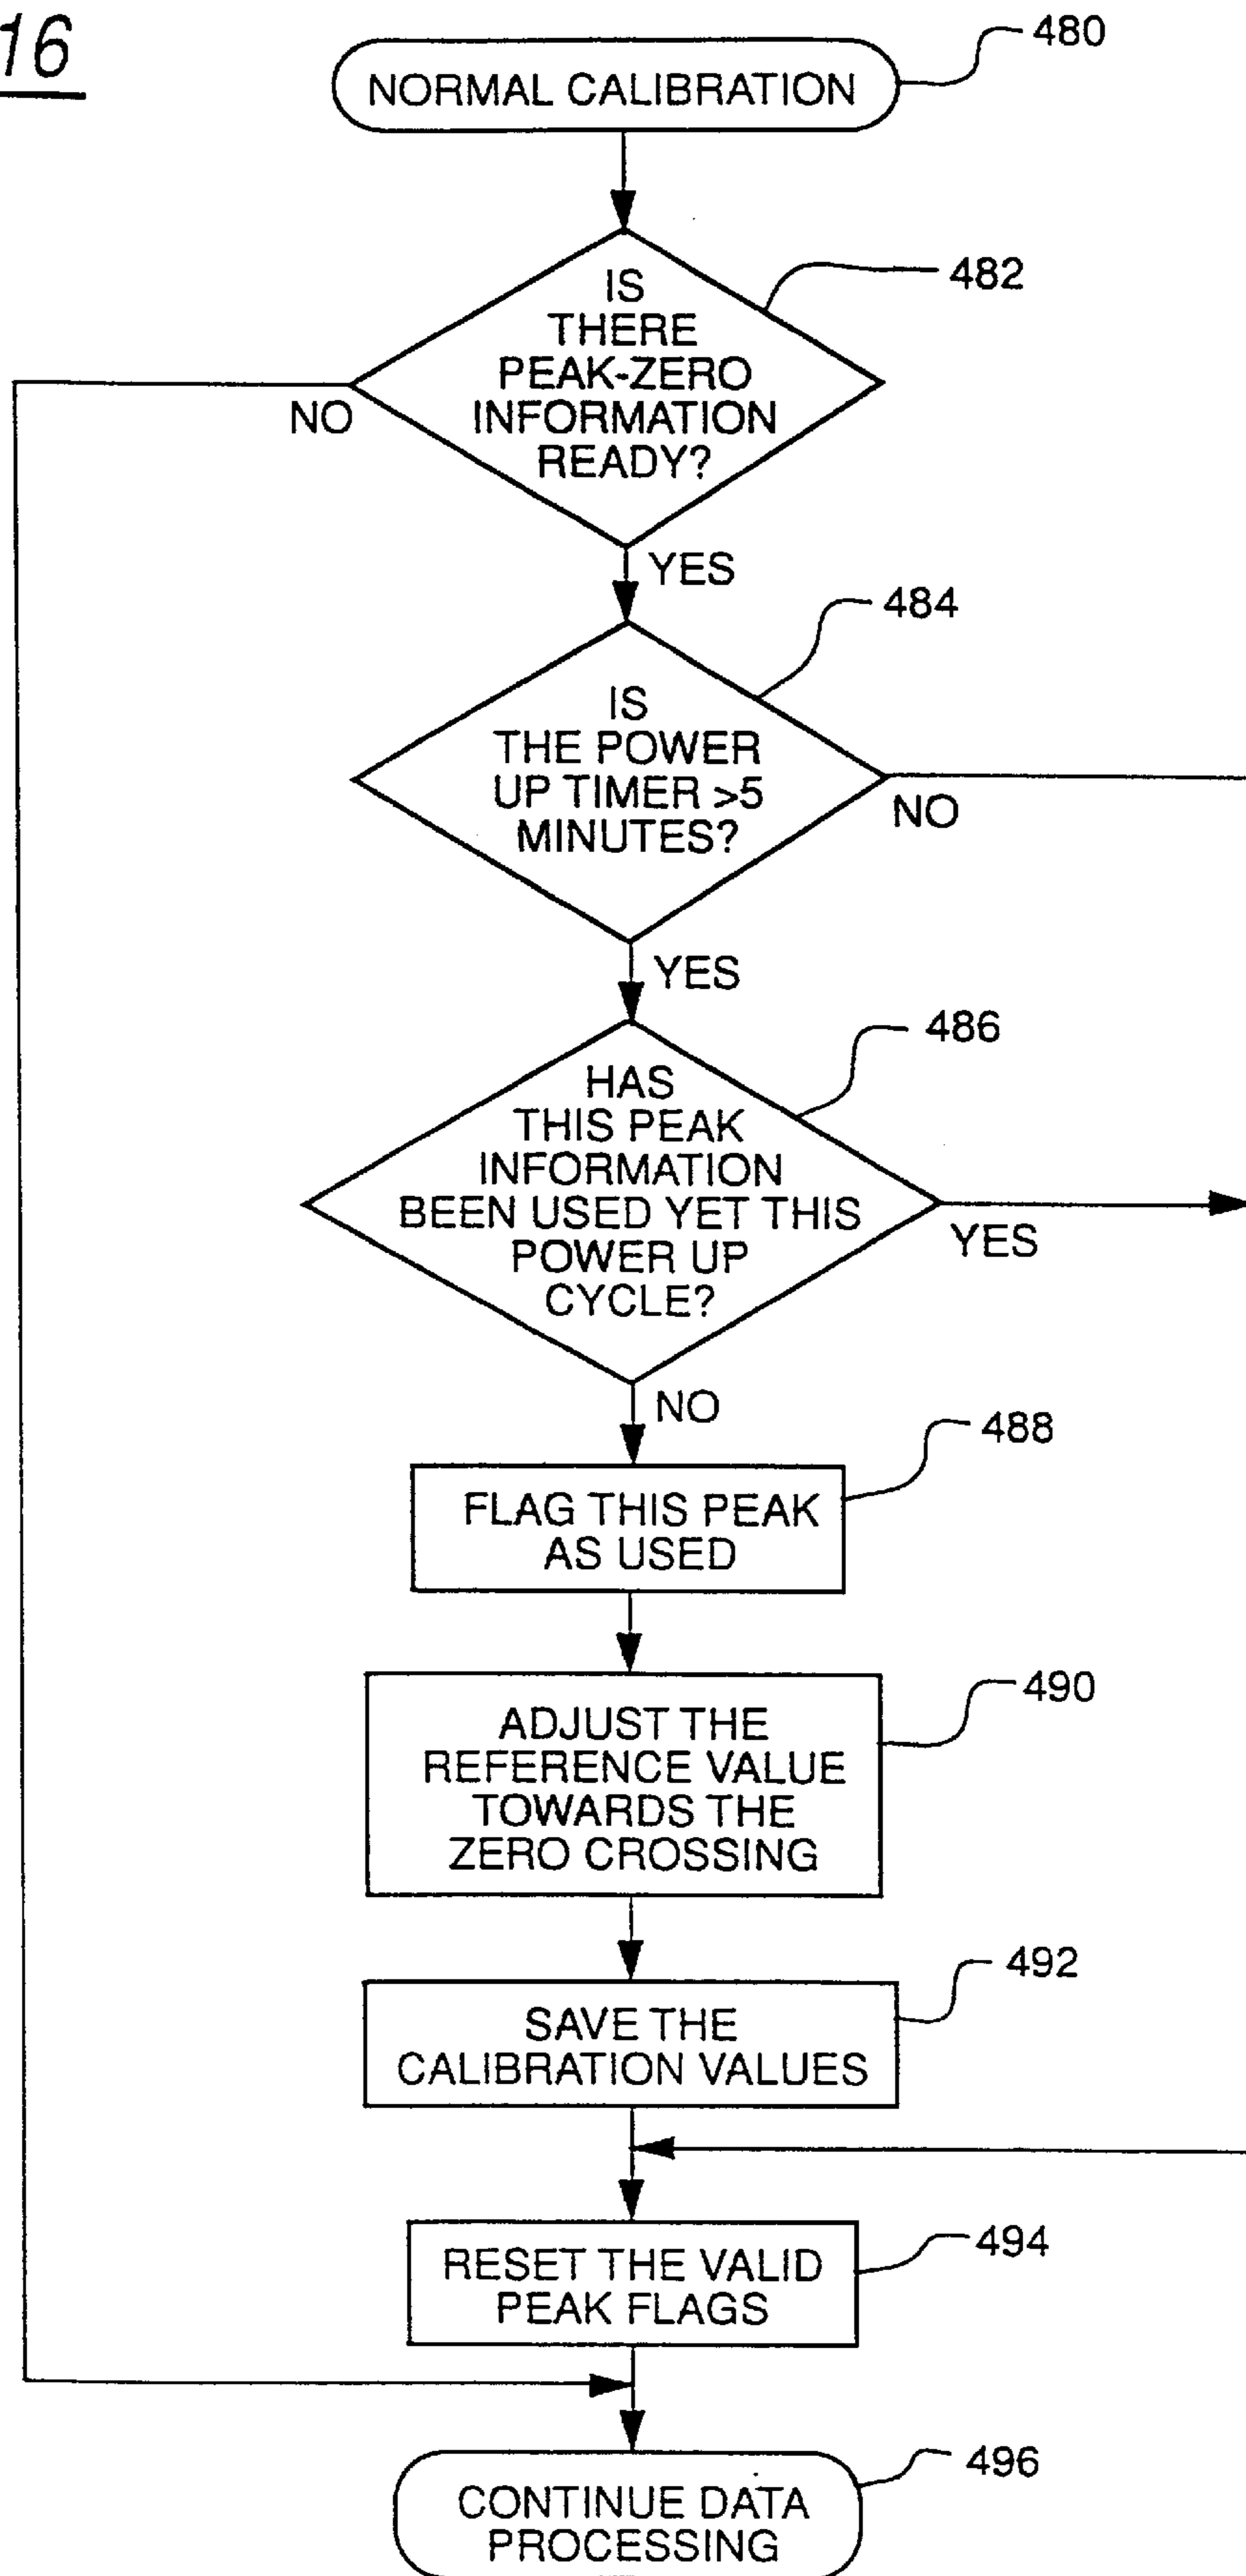 16
480
NORMAL CALIBRATION
482
IS
THERE
PEAK-ZERO
INFORMATION
READY?
NO
YES
484
IS
THE POWER
UP TIMER >5
MINUTES?
NO
YES
486
HAS
THIS PEAK
INFORMATION
BEEN USED YET THIS
POWER UP
CYCLE?
YES
NO
488
FLAG THIS PEAK
AS USED
490
ADJUST THE
REFERENCE VALUE
TOWARDS THE
ZERO CROSSING
492
SAVE THE
CALIBRATION VALUES
494
RESET THE VALID
PEAK FLAGS
496
CONTINUE DATA
PROCESSING